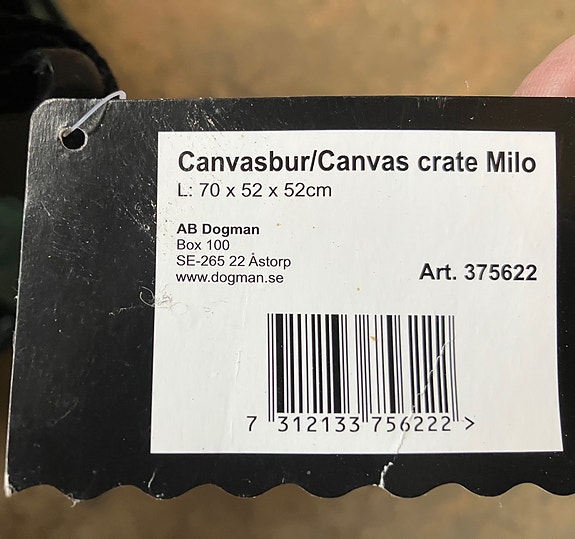 Canvasbur/Canvas crate Milo
L: 70 x 52 x 52cm
AB Dogman
Box 100
SE-265 22 Åstorp
www.dogman.se
Art. 375622
7 312133 756222 >